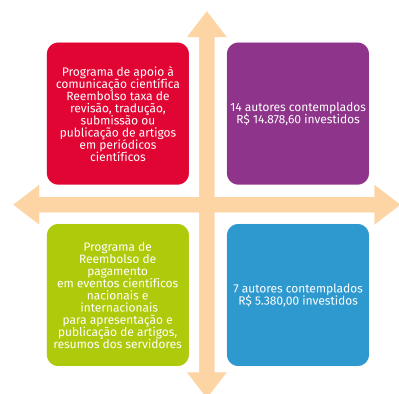 Programa de apoio à
comunicação científica
Reembolso taxa de
revisão, tradução,
submissão ou
publicação de artigos
em periódicos
científicos
14 autores contemplados
R$ 14.878,60 investidos
Programa de
Reembolso de
pagamento
em eventos científicos
nacionais e
internacionais
para apresentação e
publicação de artigos,
resumos dos servidores
7 autores contemplados
R$ 5.380,00 investidos